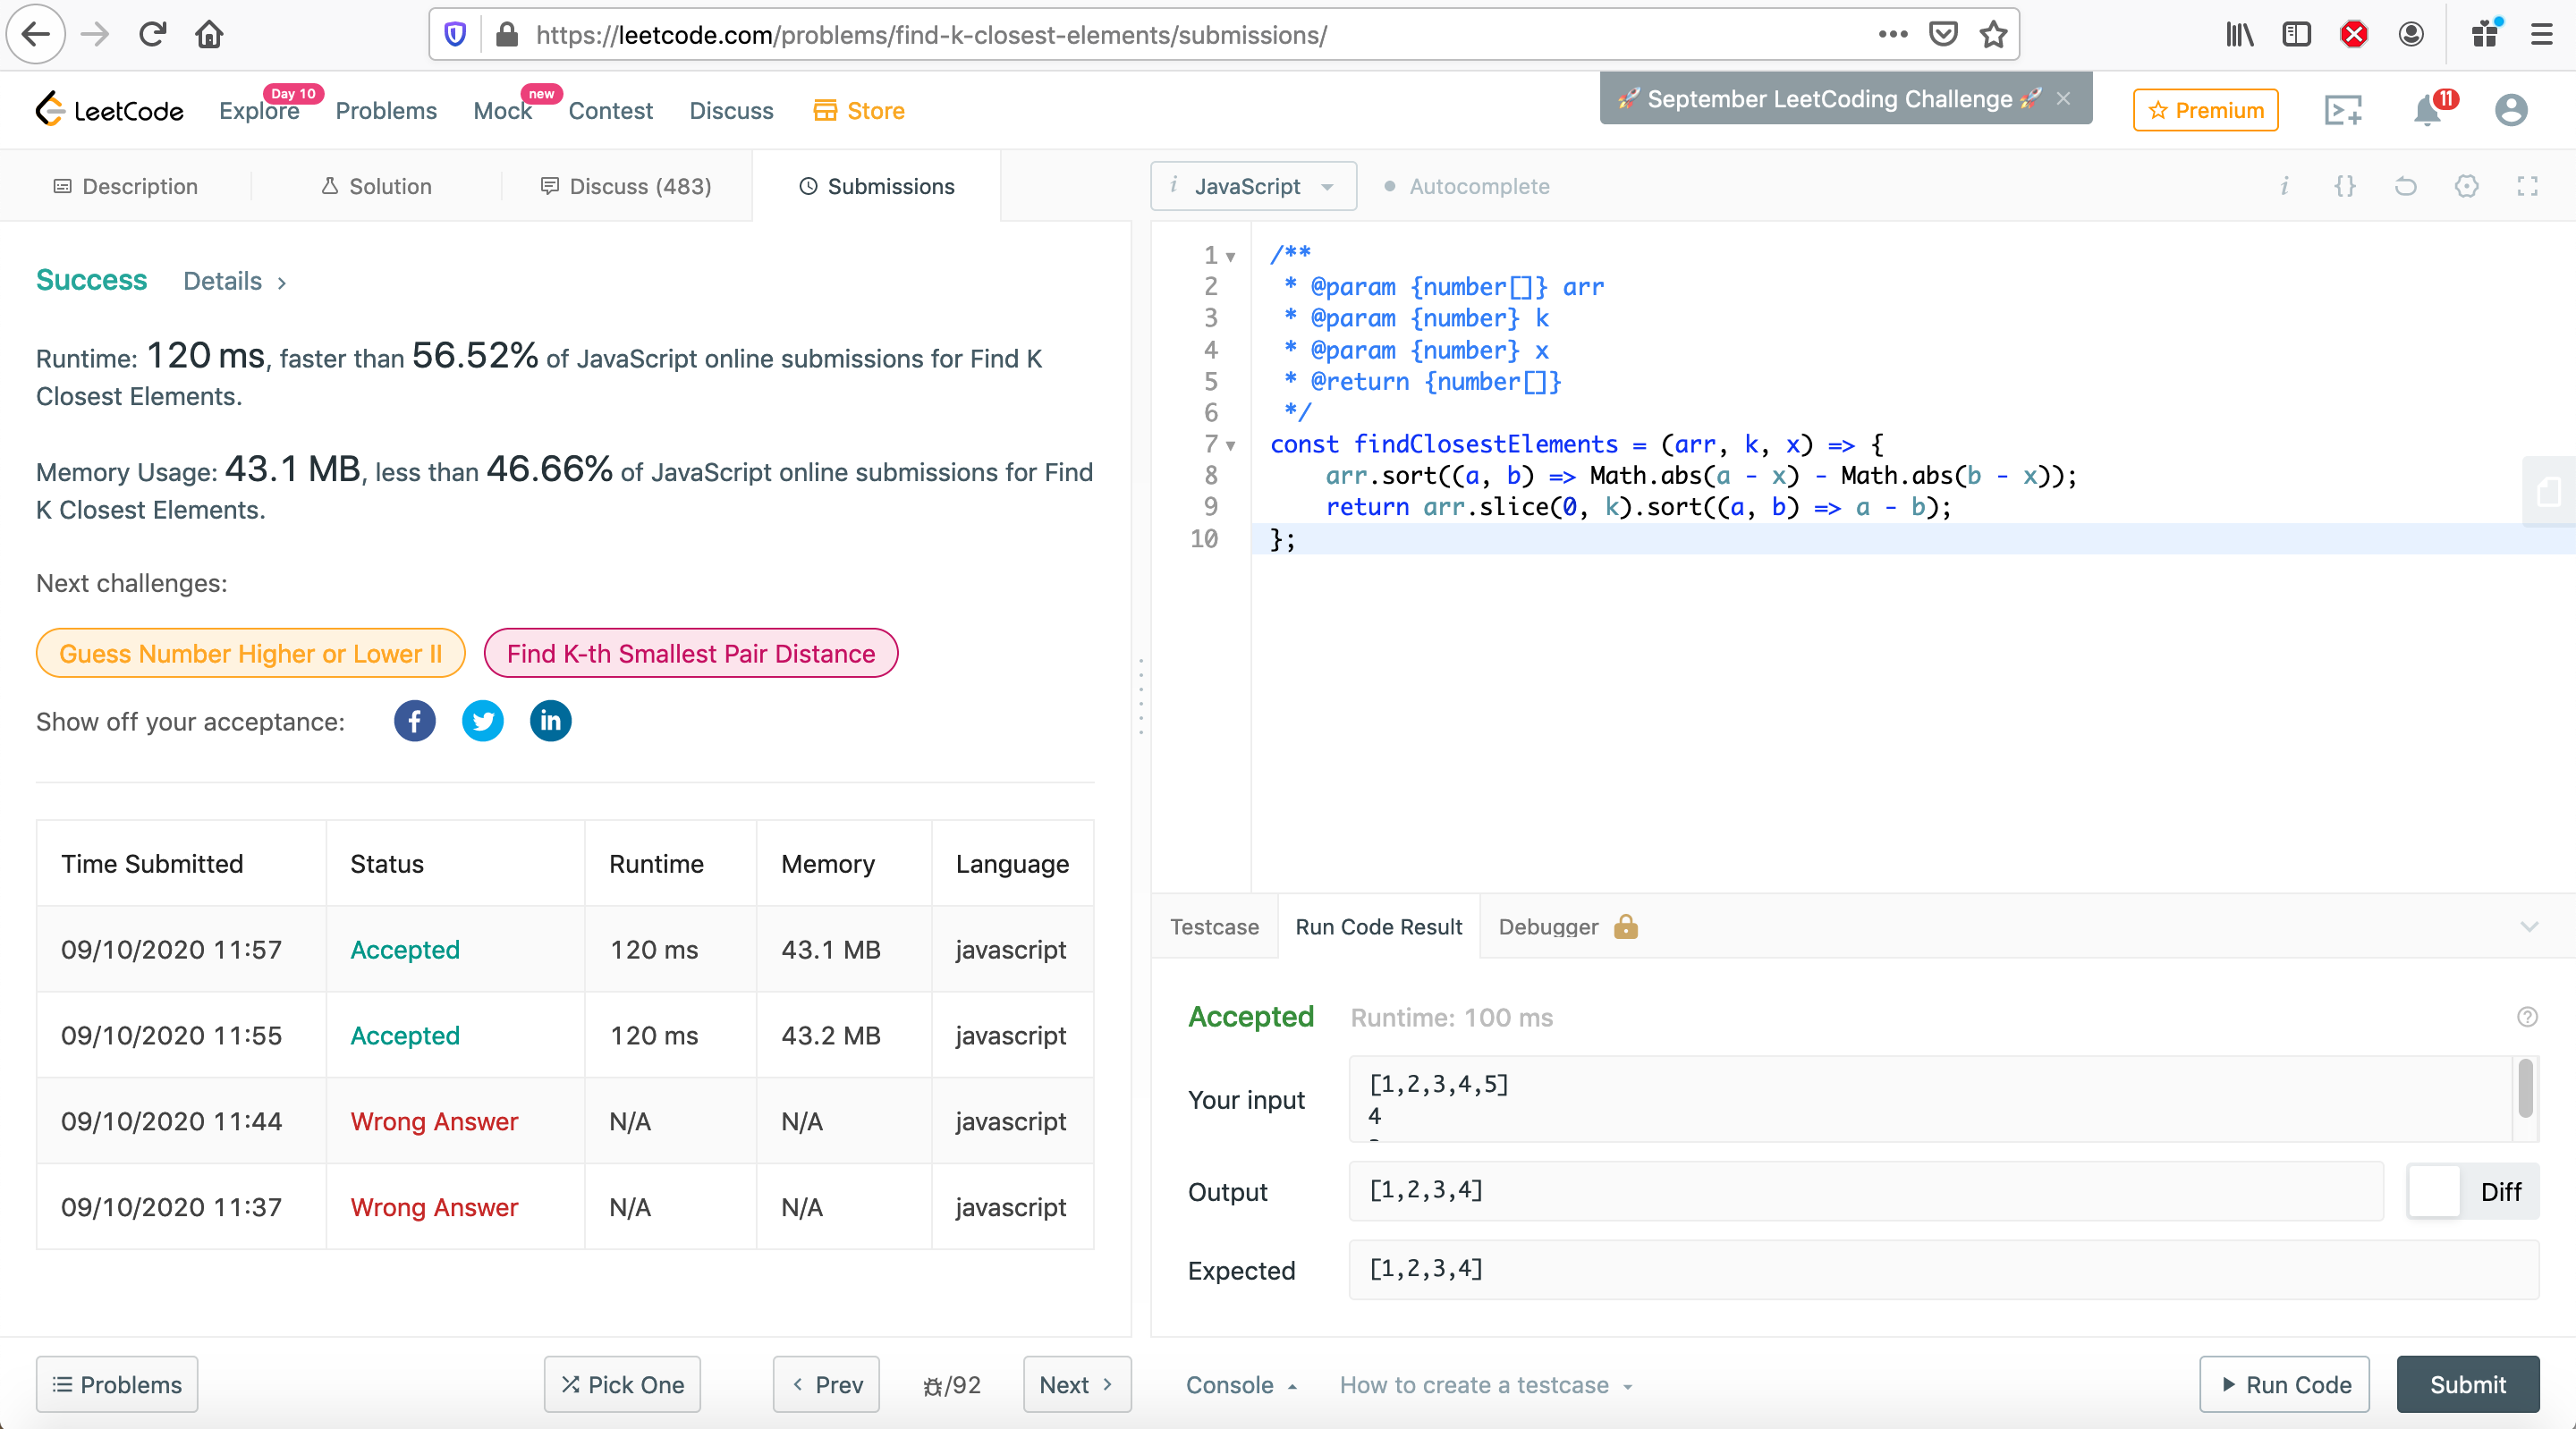 https://leetcode.com/problems/find-k-closest-elements/submissions/
LeetCode
Explore
Day 10
Problems
Mock
new
Contest
Discuss
Store
🚀 September LeetCoding Challenge 🚀 ×
Premium
11
Description
Solution
Discuss (483)
Submissions
i JavaScript
Autocomplete
i {}
Success Details >
Runtime: 120 ms, faster than 56.52% of JavaScript online submissions for Find K
Closest Elements.
Memory Usage: 43.1 MB, less than 46.66% of JavaScript online submissions for Find
K Closest Elements.
Next challenges:
Guess Number Higher or Lower II
Find K-th Smallest Pair Distance
Show off your acceptance:
Time Submitted Status Runtime Memory Language
09/10/2020 11:57 Accepted 120 ms 43.1 MB javascript
09/10/2020 11:55 Accepted 120 ms 43.2 MB javascript
09/10/2020 11:44 Wrong Answer N/A N/A javascript
09/10/2020 11:37 Wrong Answer N/A N/A javascript
1 /**
2  * @param {number[]} arr
3  * @param {number} k
4  * @param {number} x
5  * @return {number[]}
6  */
7 const findClosestElements = (arr, k, x) => {
8     arr.sort((a, b) => Math.abs(a - x) - Math.abs(b - x));
9     return arr.slice(0, k).sort((a, b) => a - b);
10 };
Testcase
Run Code Result
Debugger
Accepted Runtime: 100 ms
Your input
[1,2,3,4,5]
4
Output
[1,2,3,4]
Diff
Expected
[1,2,3,4]
Problems
Pick One
< Prev
/92
Next >
Console
How to create a testcase
Run Code
Submit